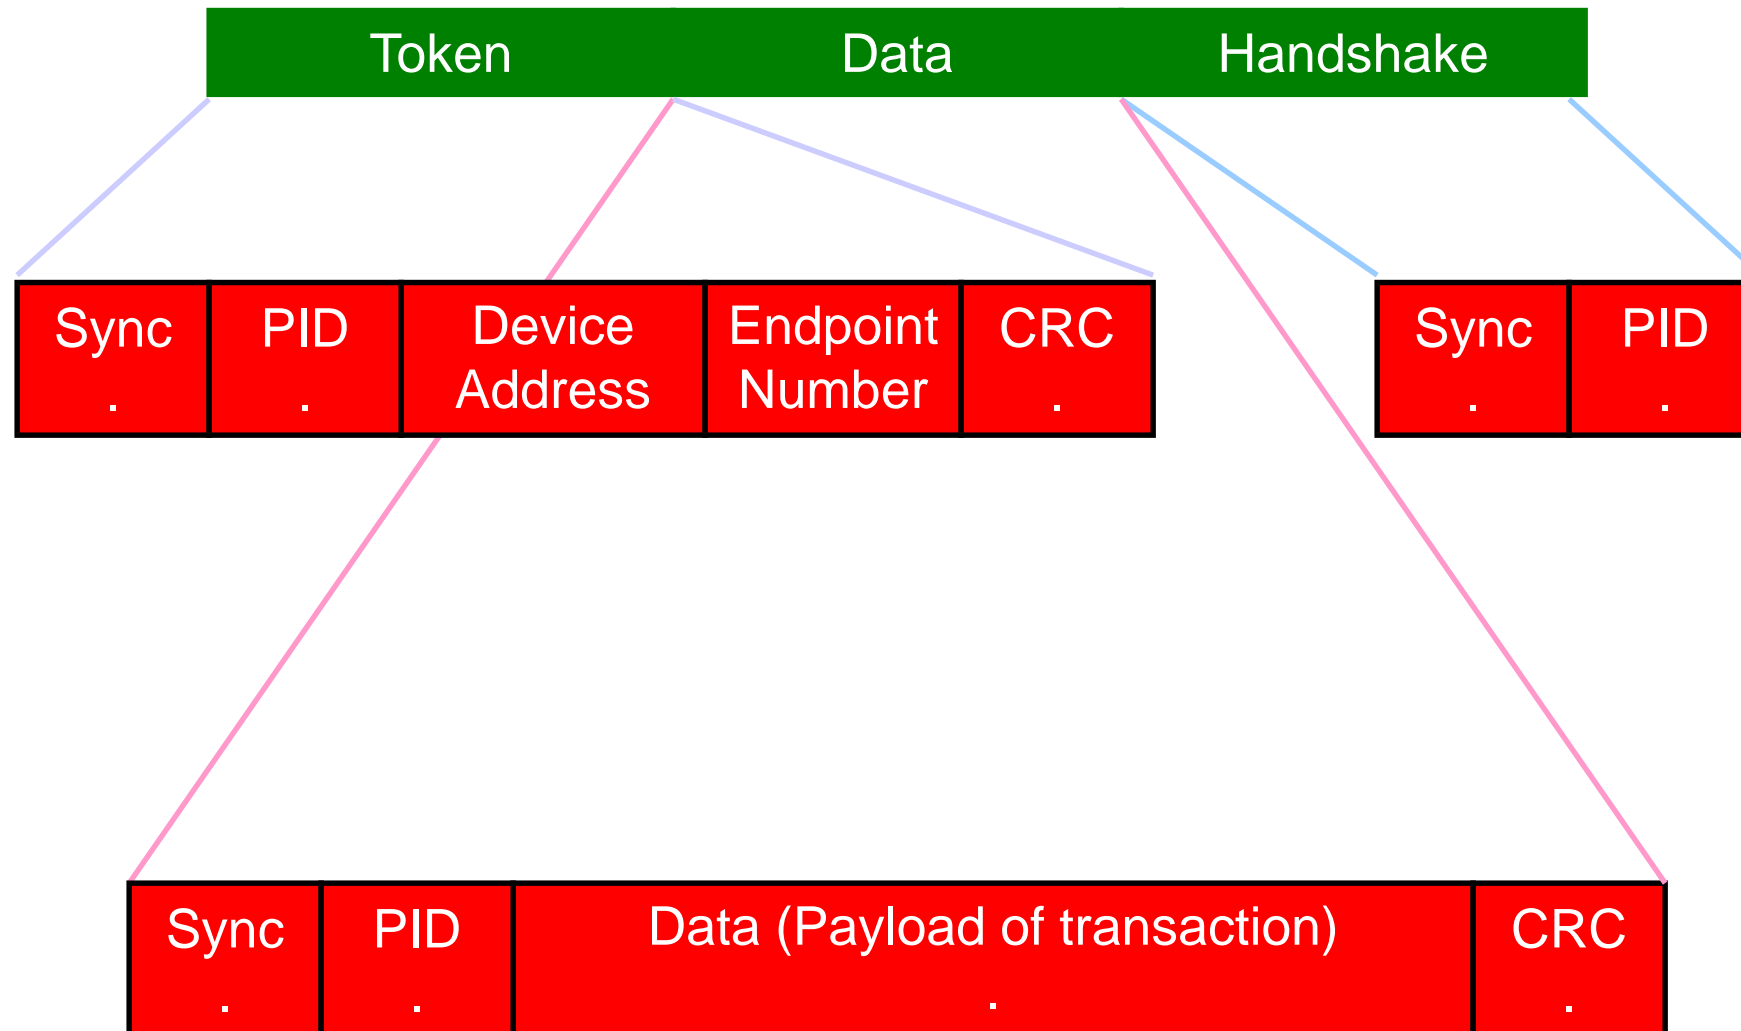 Token Data Handshake
Sync PID Device Endpoint CRC Sync PID
. . Address Number . . .
Sync PID Data (Payload of transaction) CRC
. . . .